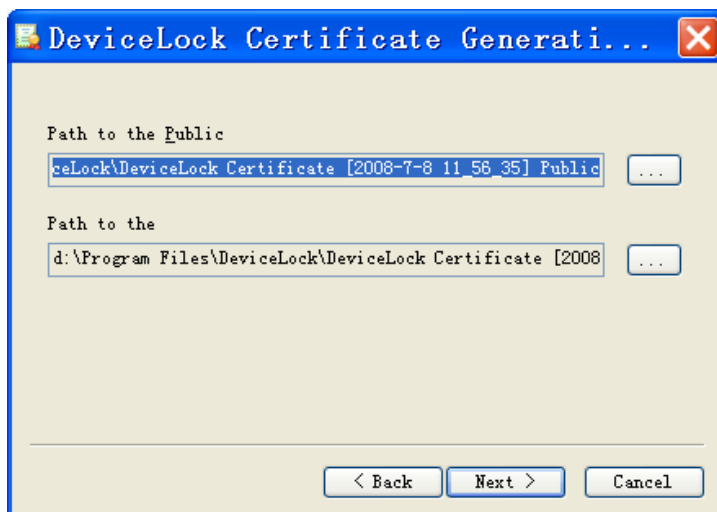 DeviceLock Certificate Generati...
Path to the Public
ceLock\DeviceLock Certificate [2008-7-8 11_56_35] Public
...
Path to the
d:\Program Files\DeviceLock\DeviceLock Certificate [2008
...
< Back Next > Cancel